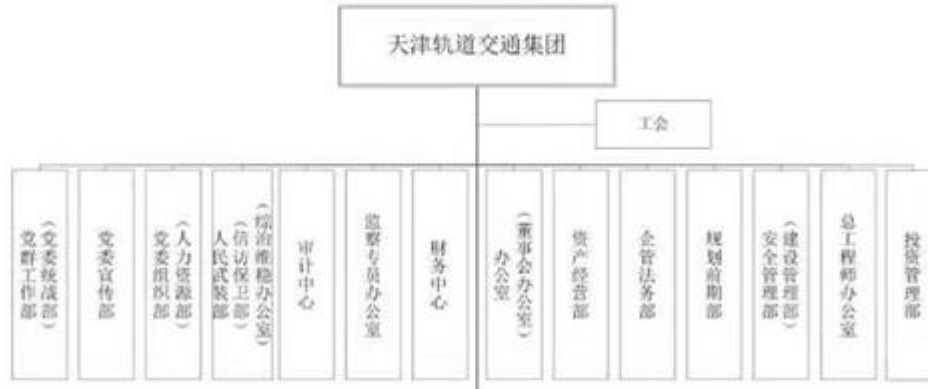 天津轨道交通集团
工会
党群工作部
（党委统战部）
党委宣传部
党委组织部
（人力资源部）
人民武装部
（信访保卫部）
（综治维稳办公室）
审计中心
监察专员办公室
财务中心
办公室
（董事会办公室）
资产经营部
企管法务部
规划前期部
安全管理部
（建设管理部）
总工程师办公室
投资管理部